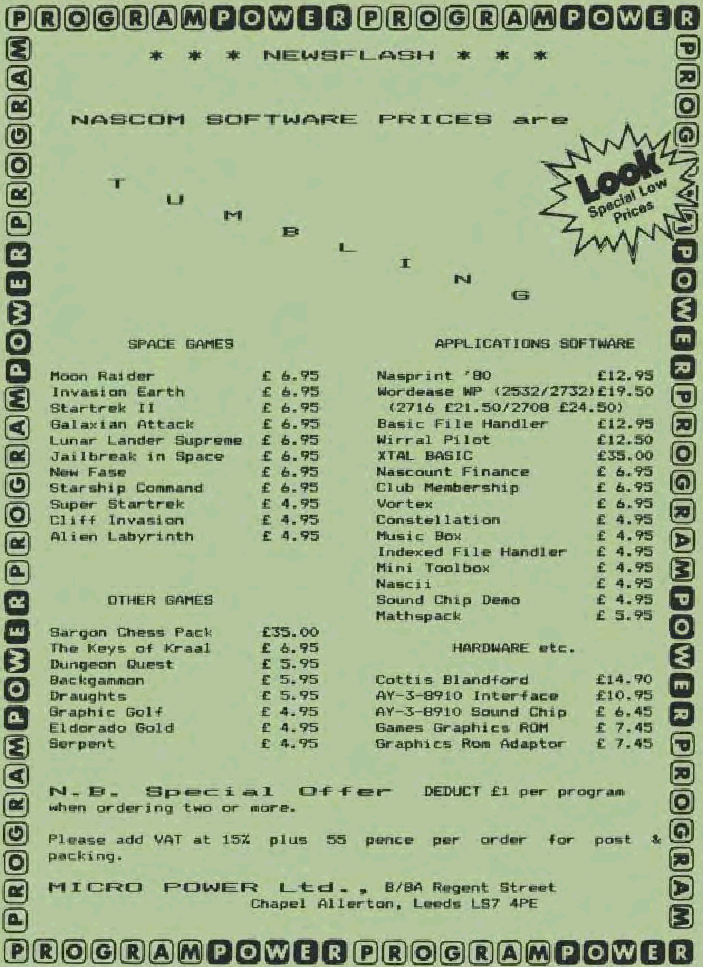 PROGRAMPOWERPROGRAMPOWER
* * * NEWSFLASH * * *
NASCOM SOFTWARE PRICES are
TUMBLING
Look
Special Low
Prices
SPACE GAMES
Moon Raider £ 6.95
Invasion Earth £ 6.95
Startrek II £ 6.95
Galaxian Attack £ 6.95
Lunar Lander Supreme £ 6.95
Jailbreak in Space £ 6.95
New Fase £ 6.95
Starship Command £ 6.95
Super Startrek £ 4.95
Cliff Invasion £ 4.95
Alien Labyrinth £ 4.95
OTHER GAMES
Sargon Chess Pack £35.00
The Keys of Kraal £ 6.95
Dungeon Quest £ 5.95
Backgammon £ 5.95
Draughts £ 5.95
Graphic Golf £ 4.95
Eldorado Gold £ 4.95
Serpent £ 4.95
APPLICATIONS SOFTWARE
Nasprint '80 £12.95
Wordease WP (2532/2732)£19.50
(2716 £21.50/2708 £24.50)
Basic File Handler £12.95
Wirral Pilot £12.50
XTAL BASIC £35.00
Nascount Finance £ 6.95
Club Membership £ 6.95
Vortex £ 6.95
Constellation £ 4.95
Music Box £ 4.95
Indexed File Handler £ 4.95
Mini Toolbox £ 4.95
Nascii £ 4.95
Sound Chip Demo £ 4.95
Mathspack £ 5.95
HARDWARE etc.
Cottis Blandford £14.90
AY-3-8910 Interface £10.95
AY-3-8910 Sound Chip £ 6.45
Games Graphics ROM £ 7.45
Graphics Rom Adaptor £ 7.45
N.B. Special Offer DEDUCT £1 per program
when ordering two or more.
Please add VAT at 15% plus 55 pence per order for post &
packing.
MICRO POWER Ltd., 8/8A Regent Street
Chapel Allerton, Leeds LS7 4PE
PROGRAMPOWERPROGRAMPOWER
PROGRAMPOWERPROGRAMPOWERPROGRAM
PROGRAMPOWERPROGRAMPOWERPROGRAM